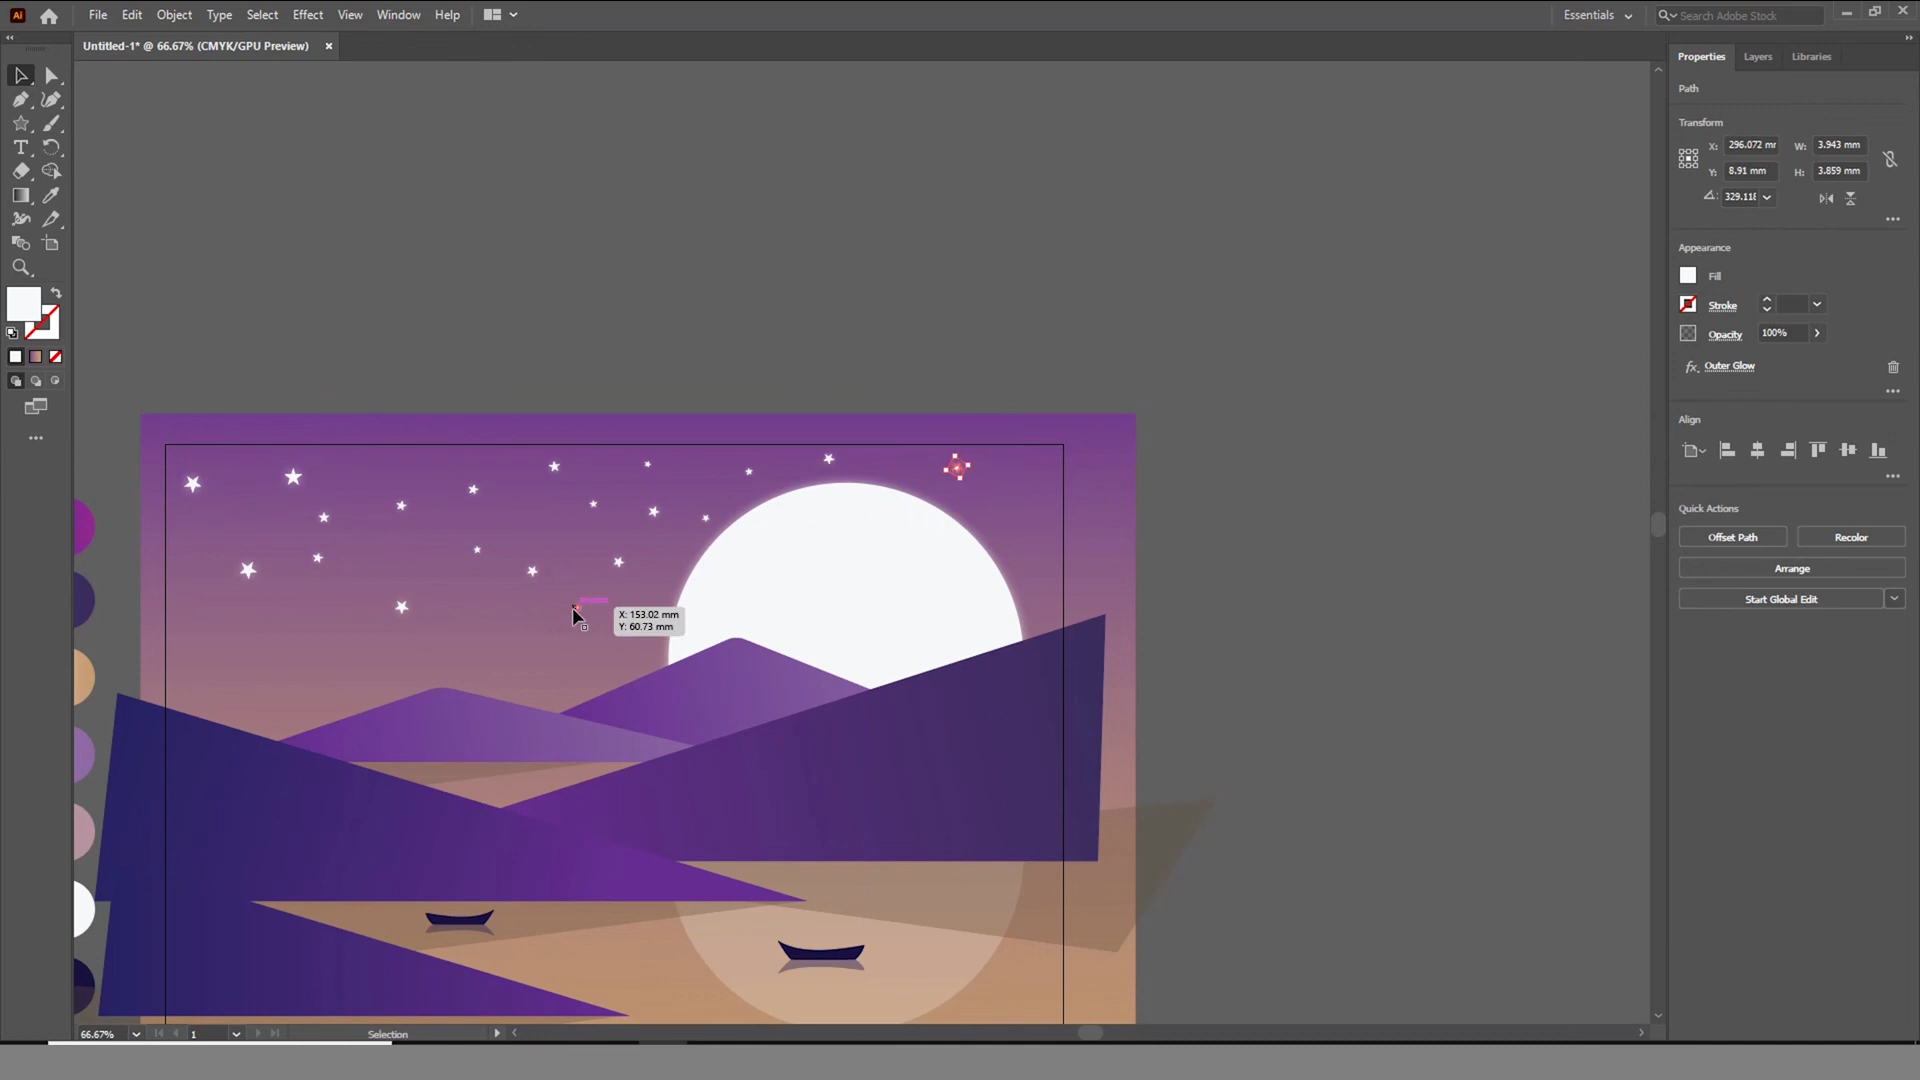 Ai File Edit Object Type Select Effect View Window Help Essentials Search Adobe Stock
Untitled-1* @ 66.67% (CMYK/GPU Preview) ×
Properties Layers Libraries
Path
Transform
X: 296.072 mr W: 3.943 mm
Y: 8.91 mm H: 3.859 mm
329.118
Appearance
Fill
Stroke
Opacity 100%
fx. Outer Glow
Align
Quick Actions
Offset Path Recolor
Arrange
Start Global Edit
X: 153.02 mm
Y: 60.73 mm
66.67% 1 Selection